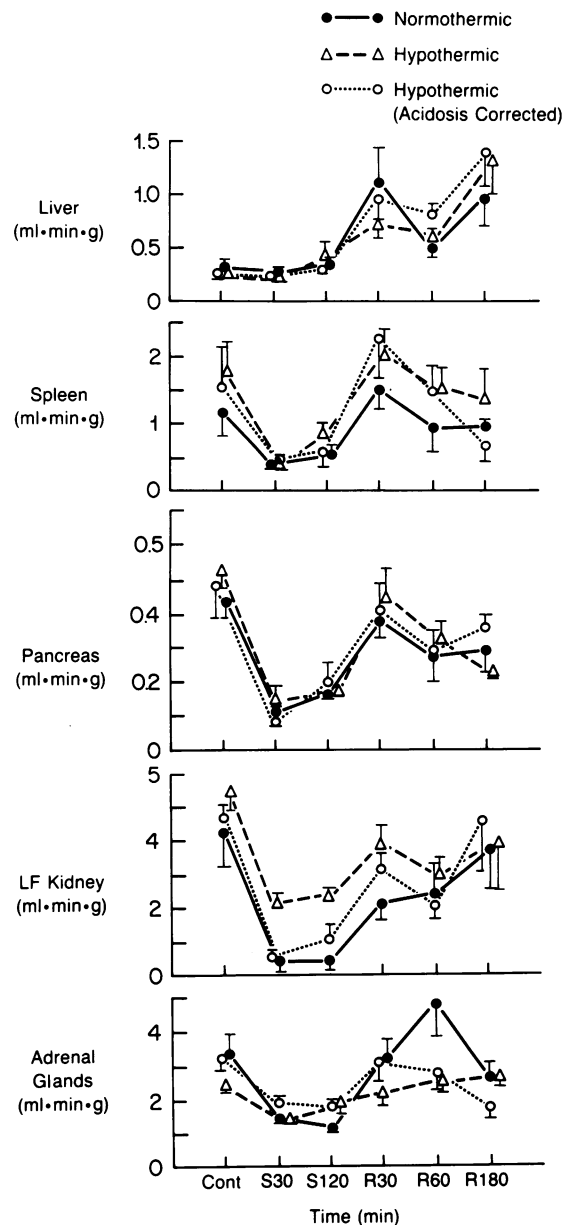 Normothermic
Hypothermic
Hypothermic
(Acidosis Corrected)
1.5
1.0
0.5
0
Liver
(ml•min•g)
2
1
0
Spleen
(ml•min•g)
0.5
0.4
0.2
0
Pancreas
(ml•min•g)
5
4
2
0
LF Kidney
(ml•min•g)
4
2
0
Adrenal
Glands
(ml•min•g)
Cont S30 S120 R30 R60 R180
Time (min)